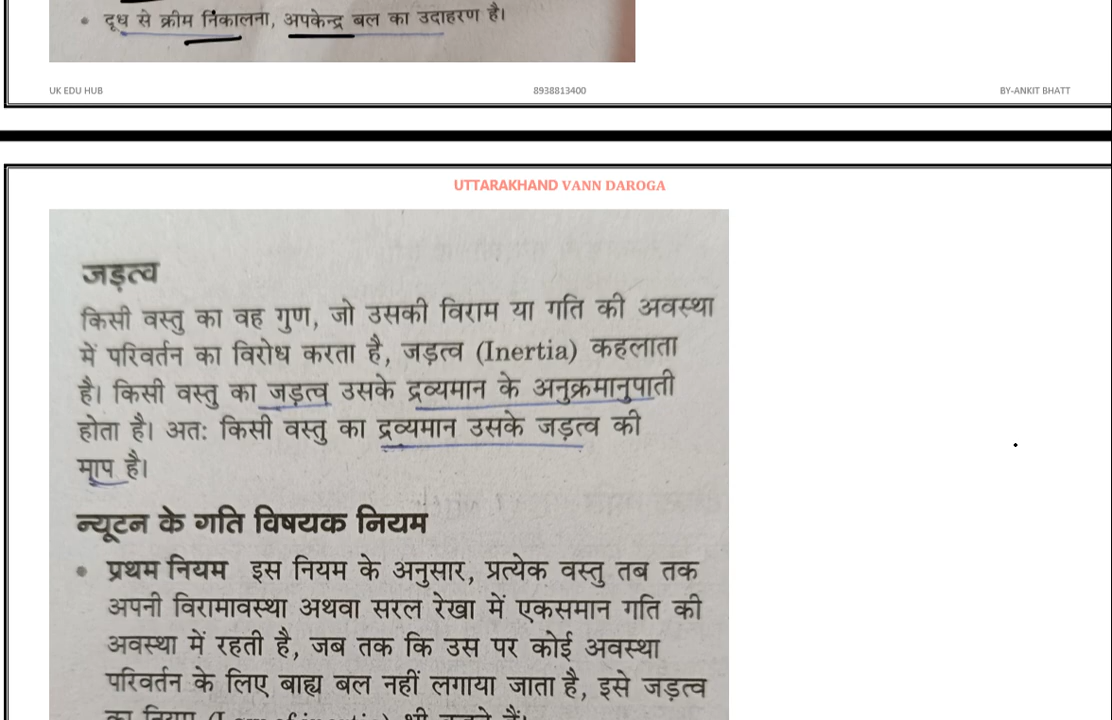 • दूध से क्रीम निकालना, अपकेन्द्र बल का उदाहरण है।
UK EDU HUB 8938813400 BY-ANKIT BHATT
UTTARAKHAND VANN DAROGA
जड़त्व
किसी वस्तु का वह गुण, जो उसकी विराम या गति की अवस्था
में परिवर्तन का विरोध करता है, जड़त्व (Inertia) कहलाता
है। किसी वस्तु का जड़त्व उसके द्रव्यमान के अनुक्रमानुपाती
होता है। अतः किसी वस्तु का द्रव्यमान उसके जड़त्व की
माप है।
न्यूटन के गति विषयक नियम
• प्रथम नियम इस नियम के अनुसार, प्रत्येक वस्तु तब तक
अपनी विरामावस्था अथवा सरल रेखा में एकसमान गति की
अवस्था में रहती है, जब तक कि उस पर कोई अवस्था
परिवर्तन के लिए बाह्य बल नहीं लगाया जाता है, इसे जड़त्व